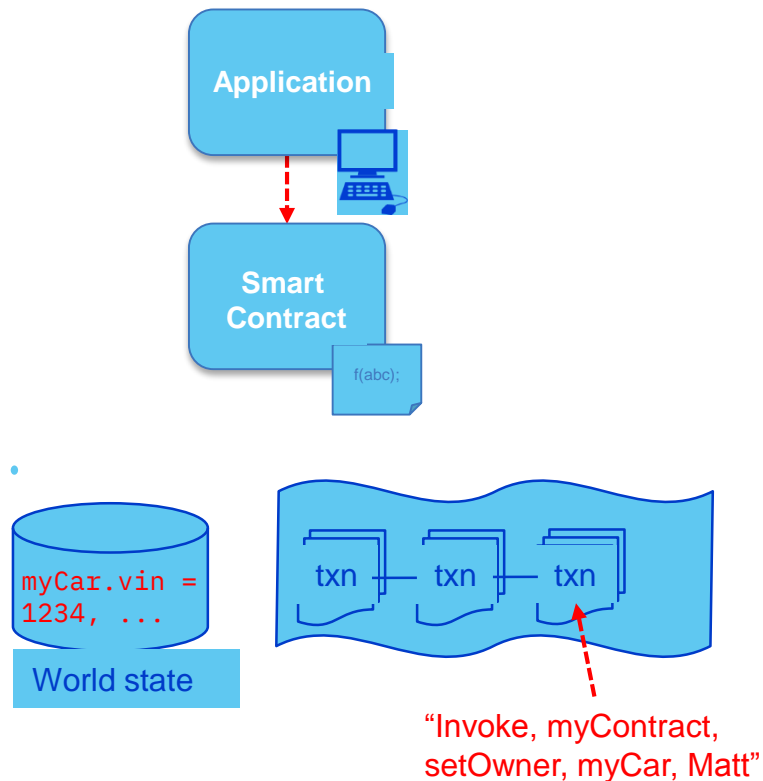 Application
Smart
Contract
f(abc);
myCar.vin =
1234, ...
World state
txn
txn
txn
“Invoke, myContract,
setOwner, myCar, Matt”